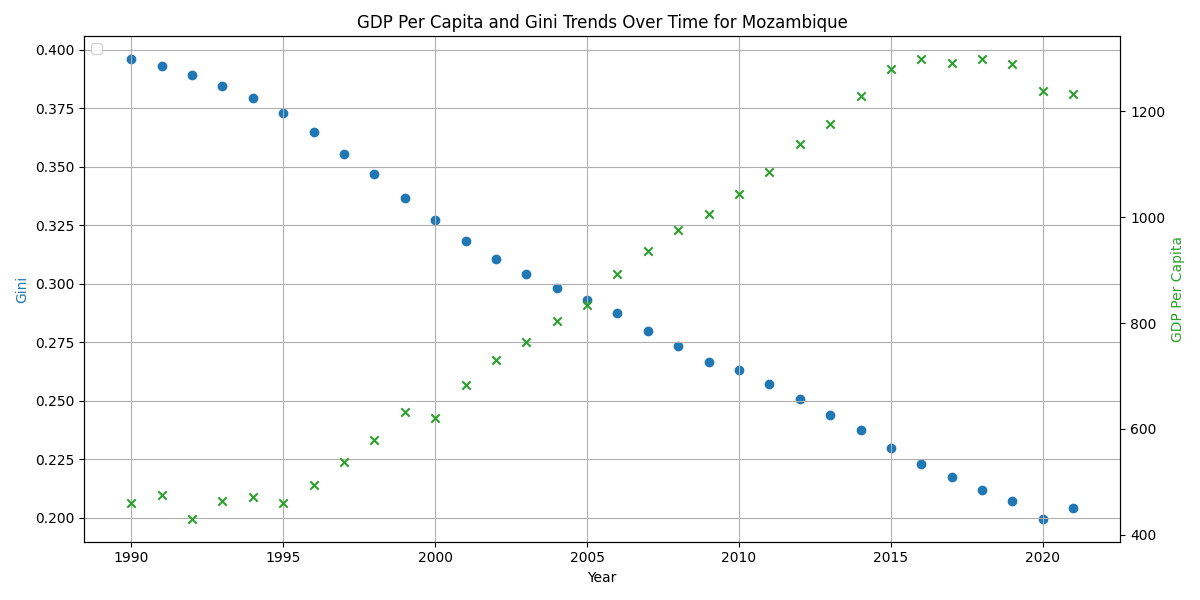 GDP Per Capita and Gini Trends Over Time for Mozambique
0.400
0.375
0.350
0.325
0.300
0.275
0.250
0.225
0.200
Gini
1200
1000
800
600
400
GDP Per Capita
1990 1995 2000 2005 2010 2015 2020
Year